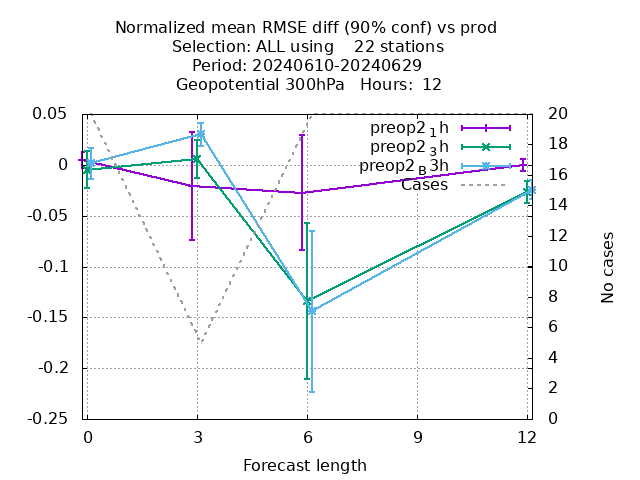 Normalized mean RMSE diff (90% conf) vs prod
Selection: ALL using 22 stations
Period: 20240610-20240629
Geopotential 300hPa Hours: 12
0.05
0
-0.05
-0.1
-0.15
-0.2
-0.25
preop2 1h
preop2 3h
preop2 B3h
Cases
20
18
16
14
12
10
8
6
4
2
0
No cases
0 3 6 9 12
Forecast length